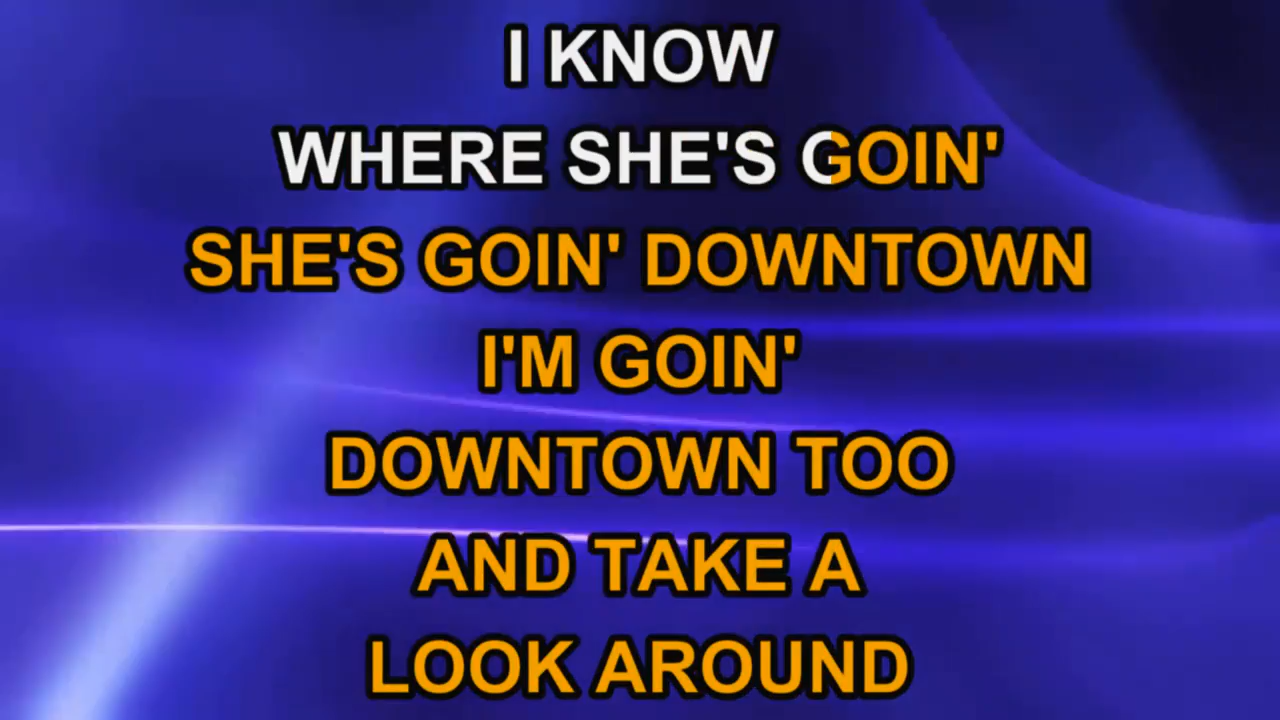 I KNOW
WHERE SHE'S GOIN'
SHE'S GOIN' DOWNTOWN
I'M GOIN'
DOWNTOWN TOO
AND TAKE A
LOOK AROUND